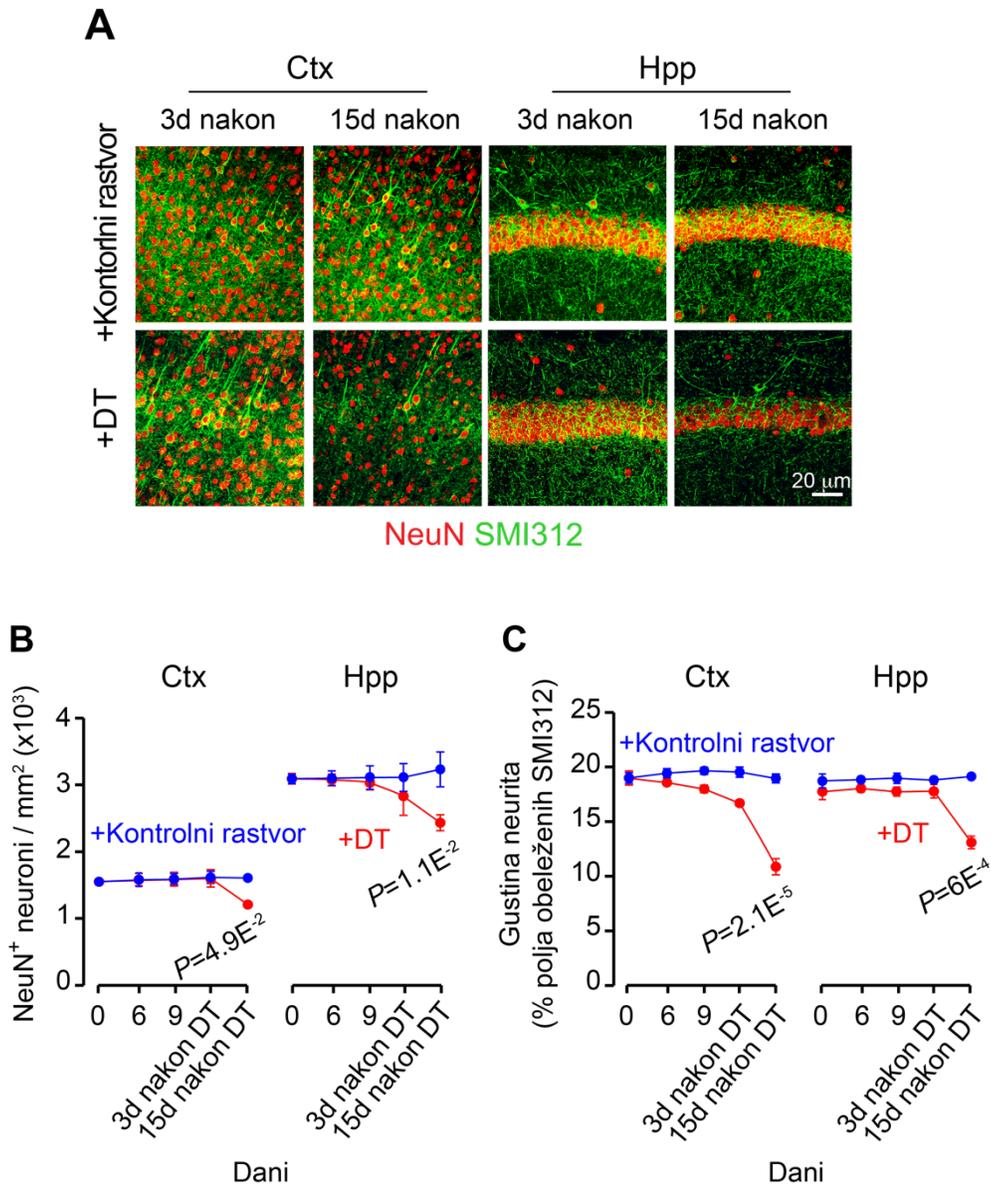 A
Ctx Hpp
3d nakon 15d nakon 3d nakon 15d nakon
+Kontorlni rastvor
+DT
20 µm
NeuN SMI312
B
Ctx Hpp
NeuN⁺ neuroni / mm² (x10³)
4
3
2
1
0
+Kontrolni rastvor
+DT
P=4.9E⁻²
P=1.1E⁻²
0 6 9 3d nakon DT 15d nakon DT
0 6 9 3d nakon DT 15d nakon DT
Dani
C
Ctx Hpp
Gustina neurita
(% polja obeleženih SMI312)
25
20
15
10
5
0
+Kontrolni rastvor
+DT
P=2.1E⁻⁵
P=6E⁻⁴
0 6 9 3d nakon DT 15d nakon DT
0 6 9 3d nakon DT 15d nakon DT
Dani